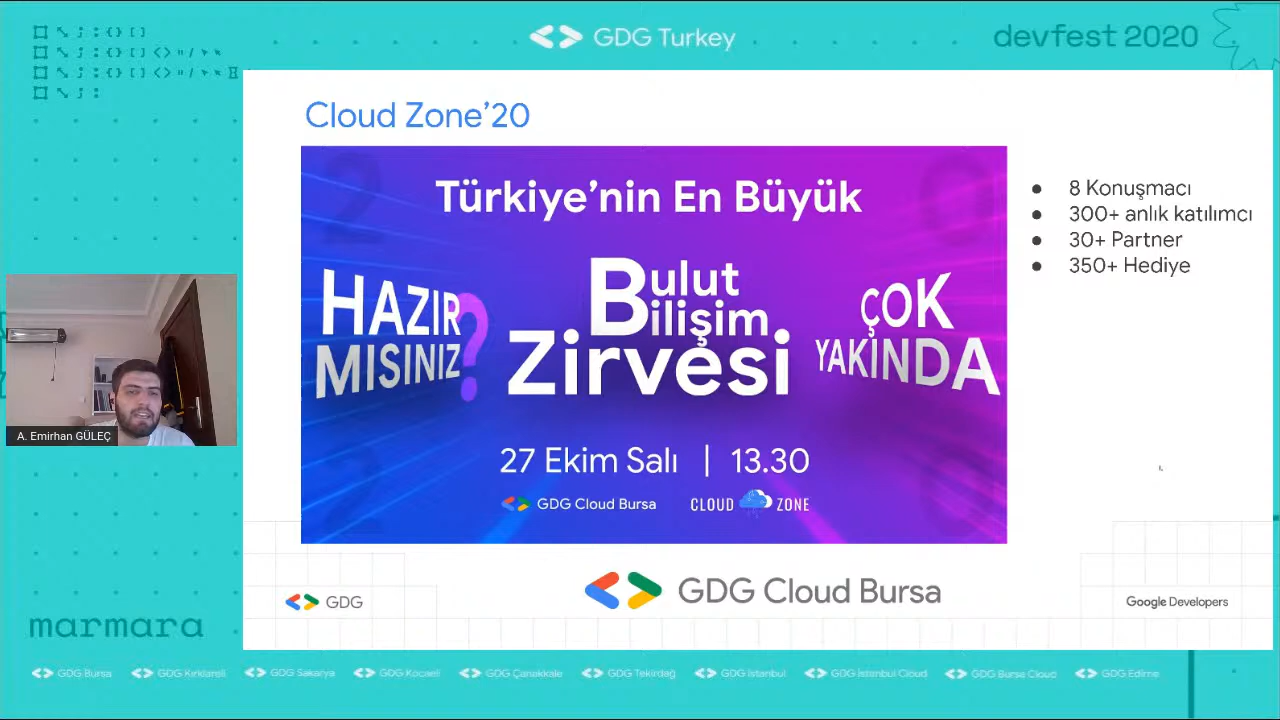 GDG Turkey
devfest 2020
Cloud Zone’20
Türkiye’nin En Büyük
HAZIR
MISINIZ?
Bulut
Bilişim
Zirvesi
ÇOK
YAKINDA
27 Ekim Salı | 13.30
GDG Cloud Bursa
CLOUD ZONE
8 Konuşmacı
300+ anlık katılımcı
30+ Partner
350+ Hediye
A. Emirhan GÜLEÇ
GDG
GDG Cloud Bursa
Google Developers
marmara
GDG Bursa
GDG Kırklareli
GDG Sakarya
GDG Kocaeli
GDG Çanakkale
GDG Tekirdağ
GDG Istanbul
GDG Istanbul Cloud
GDG Bursa Cloud
GDG Edirne